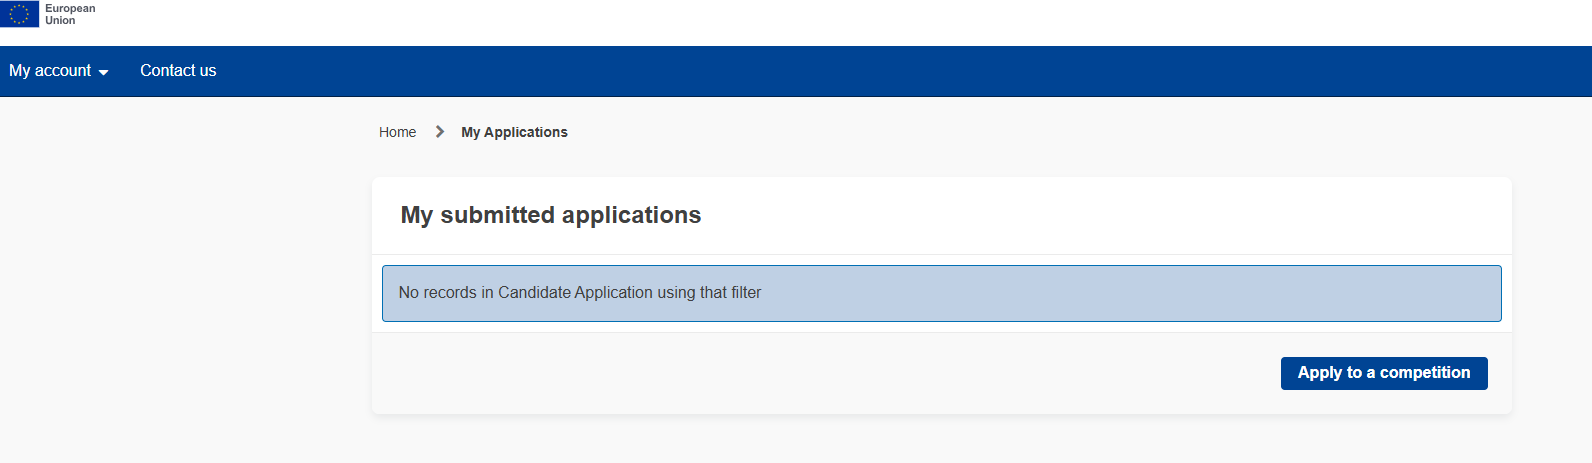 European
Union
My account
Contact us
Home
My Applications
My submitted applications
No records in Candidate Application using that filter
Apply to a competition